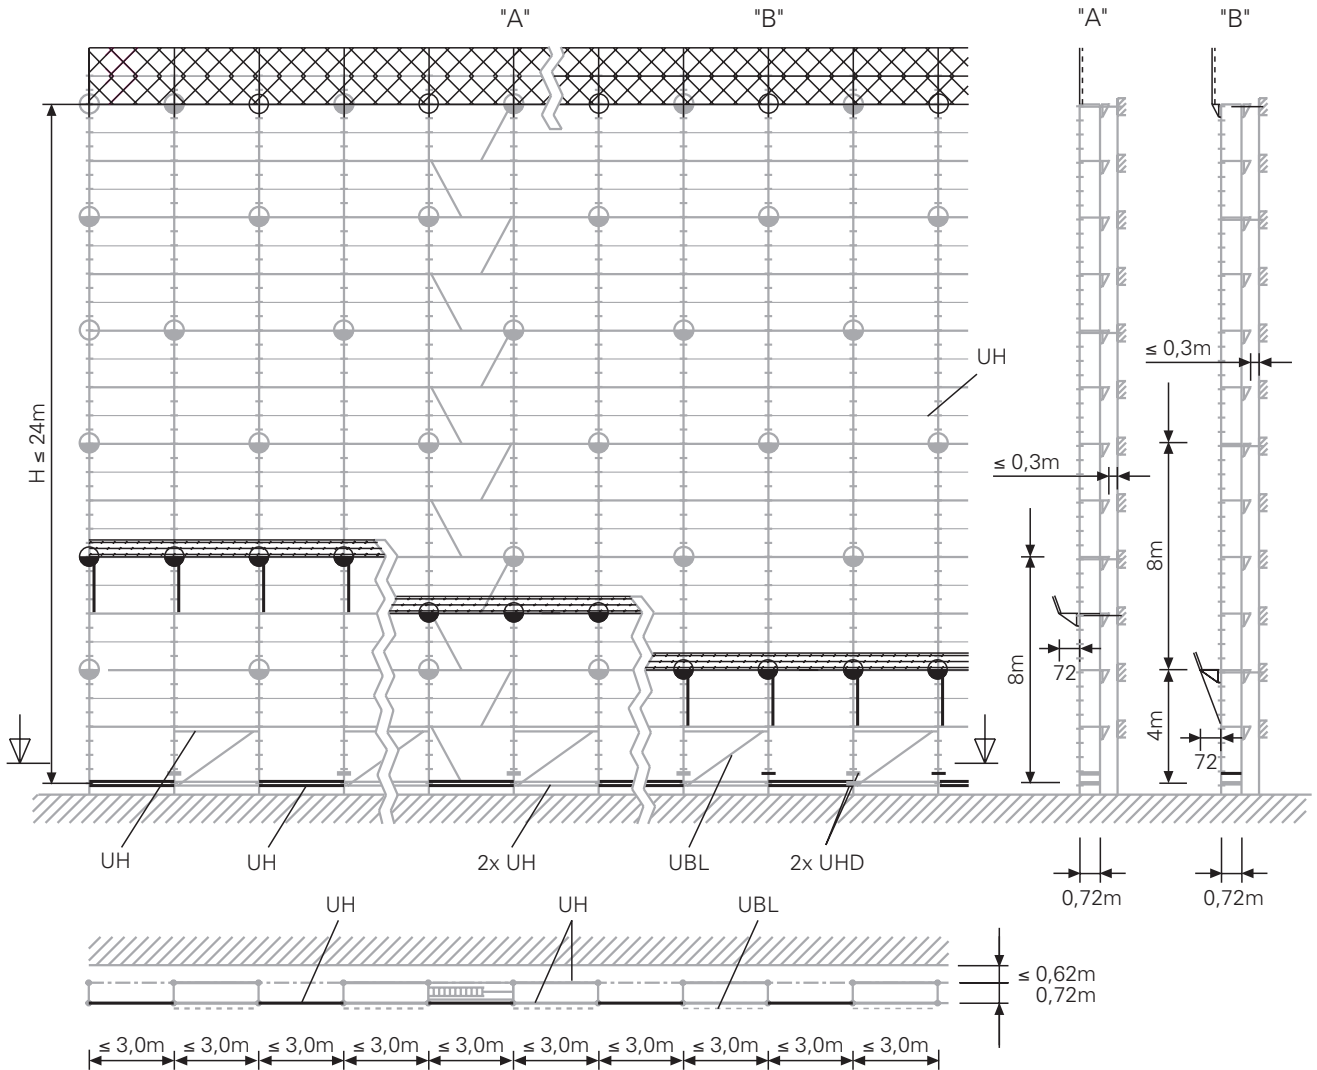 "A"
"B"
"A"
"B"
UH
≤ 0,3m
H ≤ 24m
≤ 0,3m
8m
8m
72
4m
72
UH
UH
2x UH
UBL
2x UHD
0,72m
0,72m
UH
UH
UBL
≤ 0,62m
0,72m
≤ 3,0m
≤ 3,0m
≤ 3,0m
≤ 3,0m
≤ 3,0m
≤ 3,0m
≤ 3,0m
≤ 3,0m
≤ 3,0m
≤ 3,0m